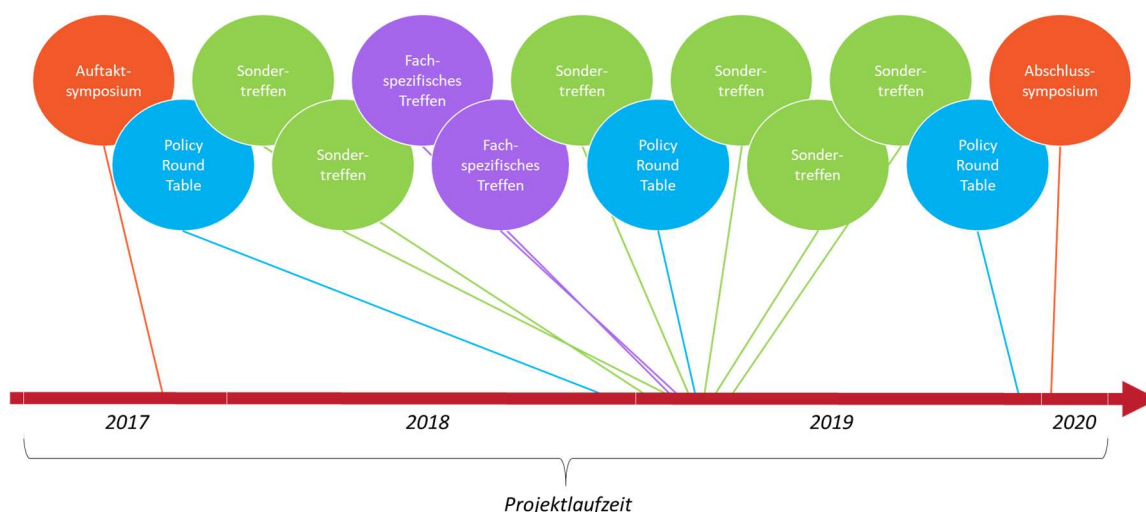 Auftakt-
symposium
Policy
Round
Table
Sonder-
treffen
Sonder-
treffen
Fach-
spezifisches
Treffen
Fach-
spezifisches
Treffen
Sonder-
treffen
Policy
Round
Table
Sonder-
treffen
Sonder-
treffen
Sonder-
treffen
Policy
Round
Table
Abschluss-
symposium
2017
2018
2019
2020
Projektlaufzeit